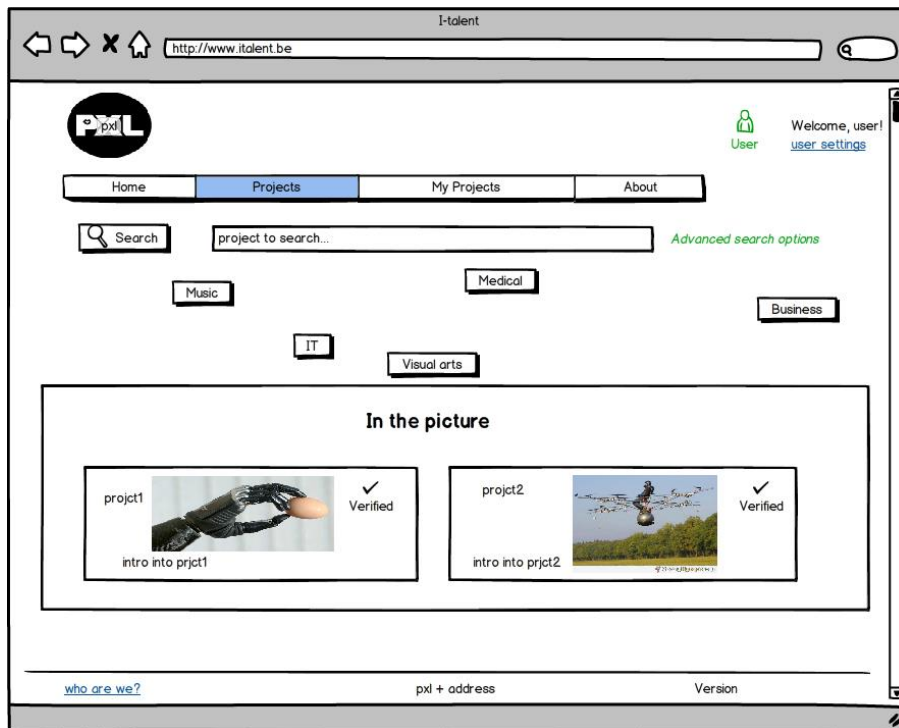 I-talent
http://www.italent.be
PXL
pxl
Welcome, user!
User
user settings
Home
Projects
My Projects
About
Search
project to search...
Advanced search options
Medical
Music
Business
IT
Visual arts
In the picture
projct1
Verified
intro into prjct1
projct2
Verified
intro into prjct2
who are we?
pxl + address
Version